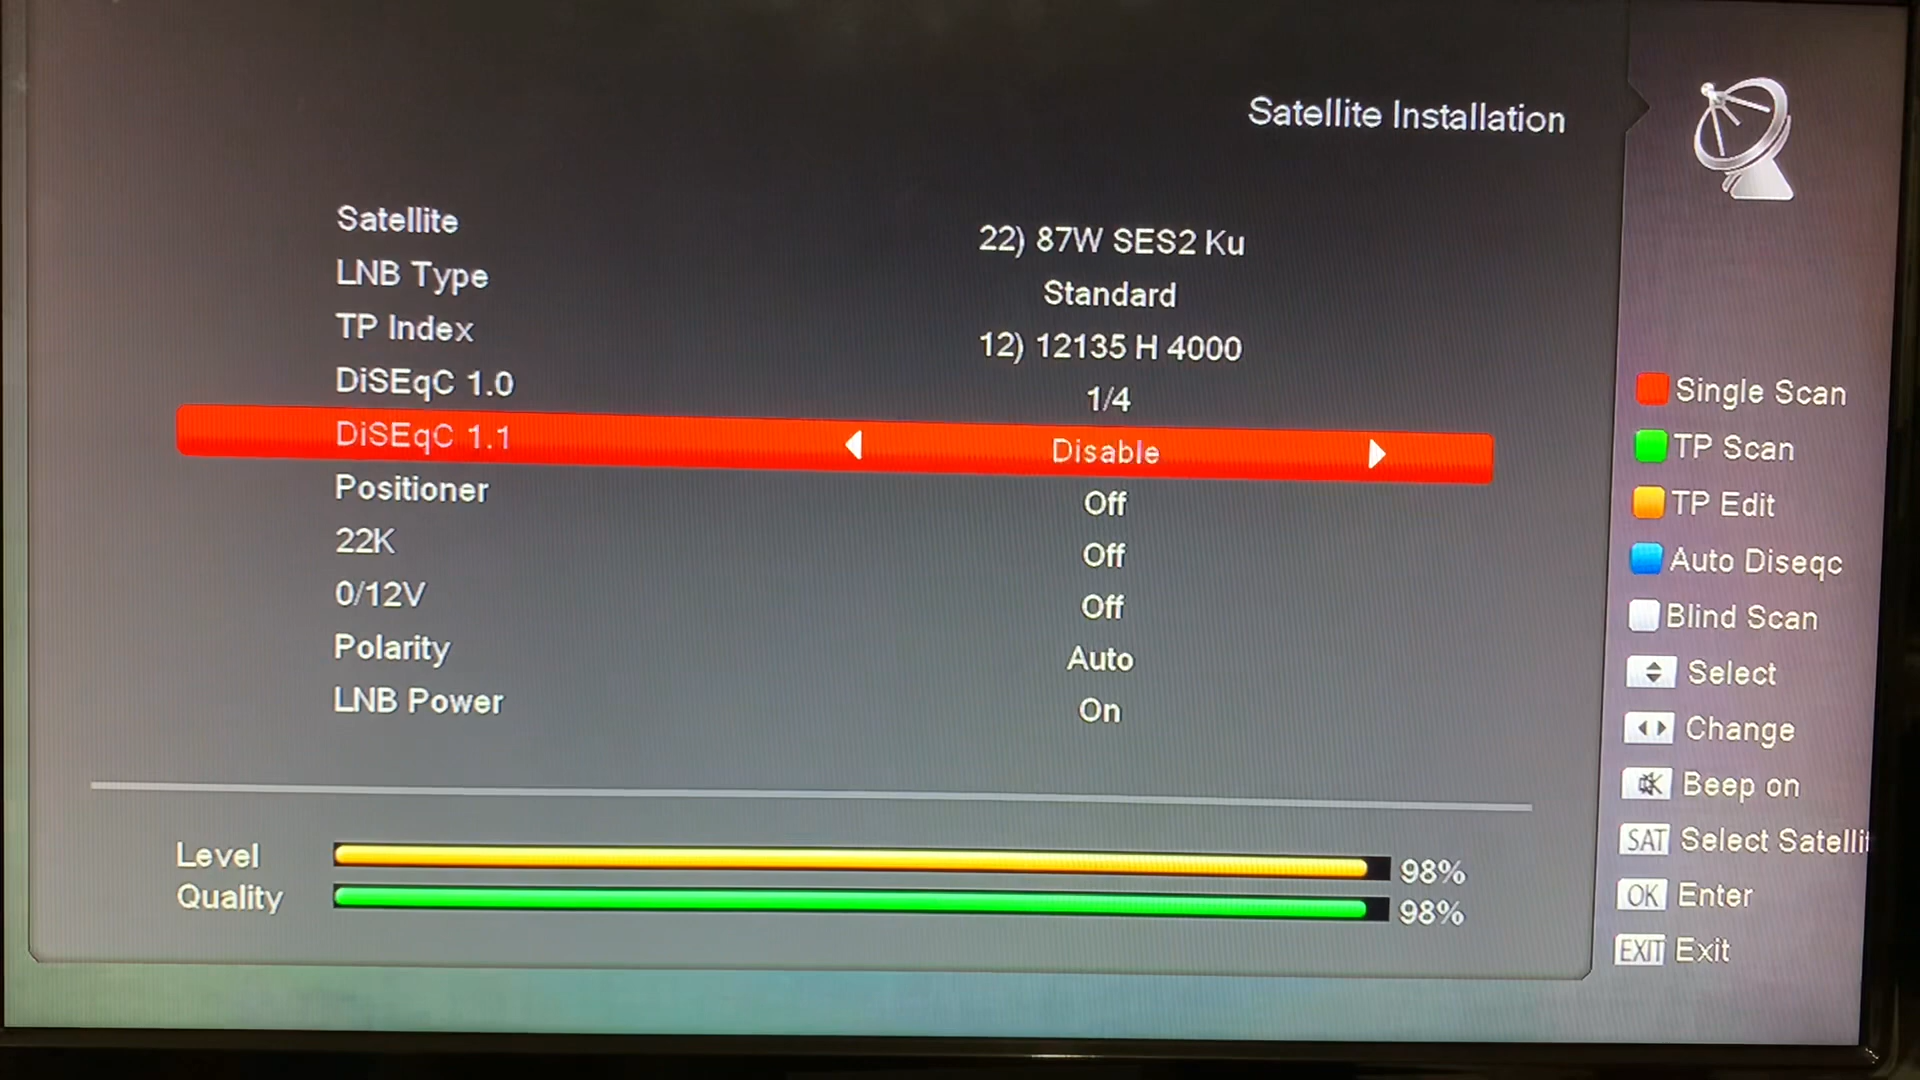 Satellite Installation
Satellite 22) 87W SES2 Ku
LNB Type Standard
TP Index 12) 12135 H 4000
DiSEqC 1.0 1/4
DiSEqC 1.1 Disable
Positioner Off
22K Off
0/12V Off
Polarity Auto
LNB Power On
Level 98%
Quality 98%
Single Scan
TP Scan
TP Edit
Auto Diseqc
Blind Scan
Select
Change
Beep on
SAT Select Satellit
OK Enter
EXIT Exit